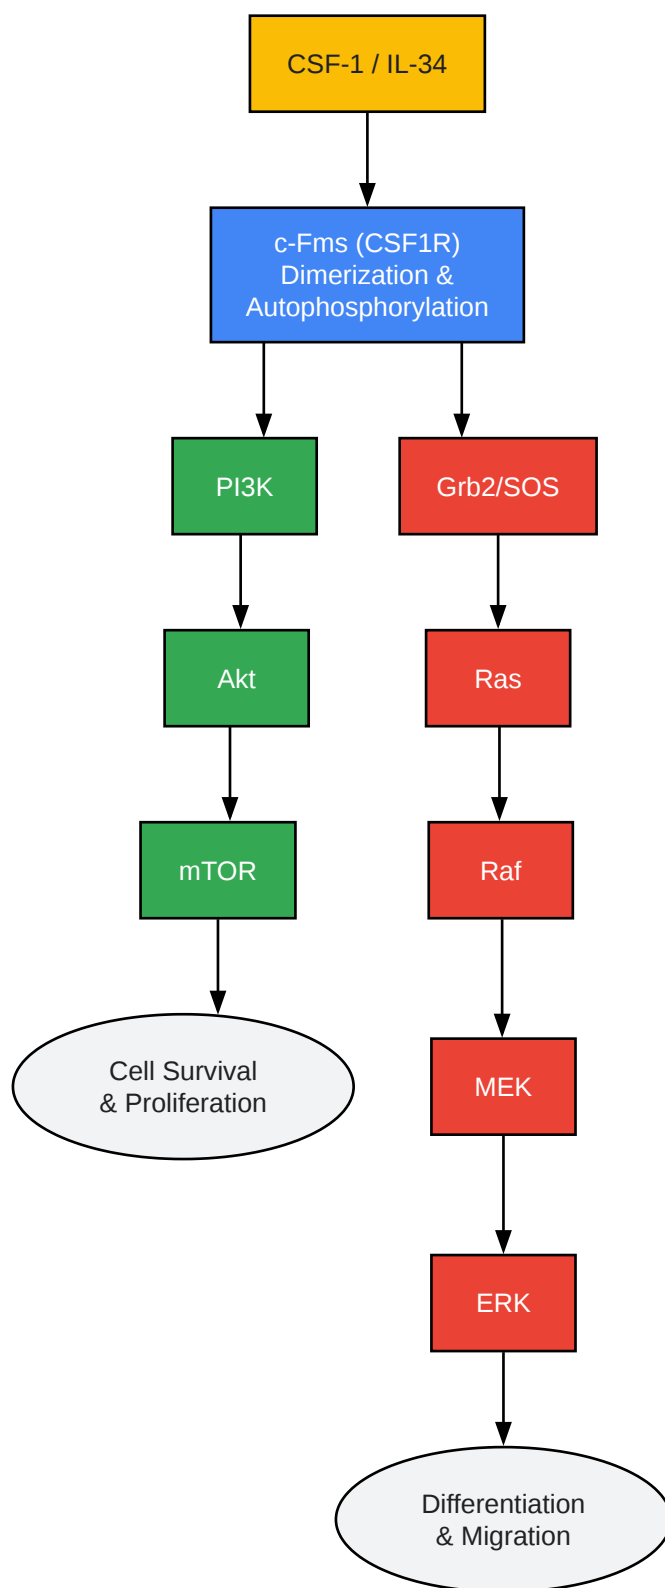 CSF-1 / IL-34
c-Fms (CSF1R)
Dimerization &
Autophosphorylation
PI3K
Grb2/SOS
Akt
Ras
mTOR
Raf
Cell Survival
& Proliferation
MEK
ERK
Differentiation
& Migration